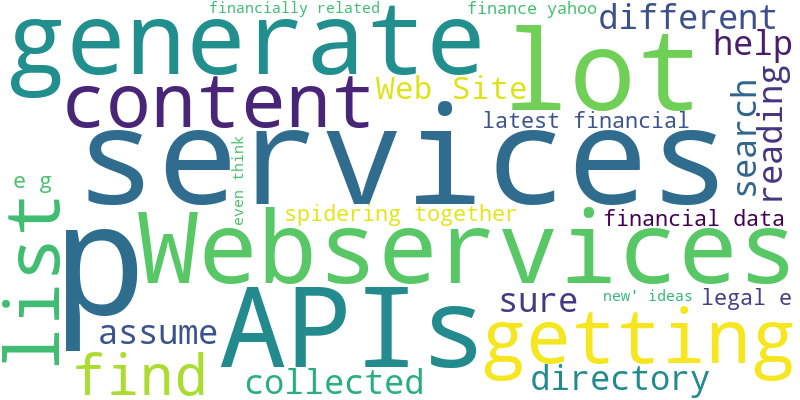 financially related
finance yahoo
different
generate
lot
help
content
Web Site
search
reading
services
latest financial
even think
e g
list
p
spidering together
financial data
Webservices
APIs
sure
new' ideas
legal e
assume
getting
find
collected
directory